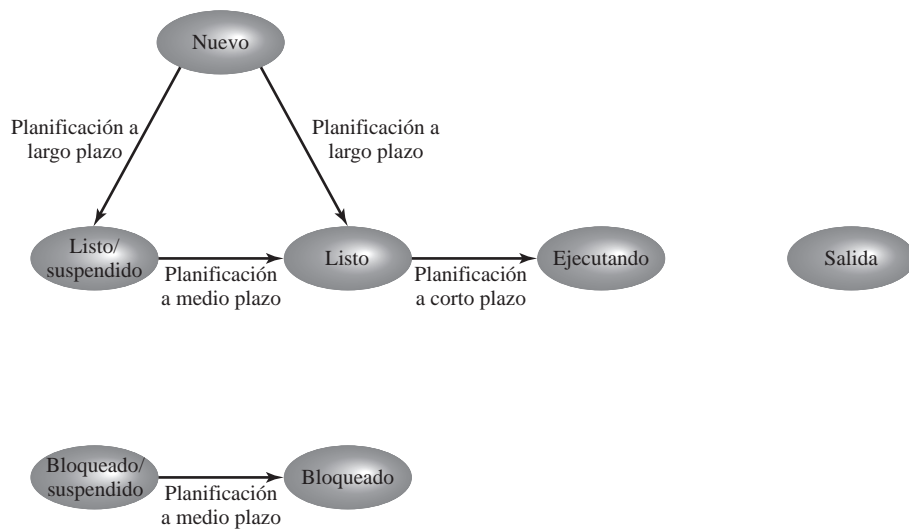 Nuevo
Planificación a
largo plazo
Planificación a
largo plazo
Listo/
suspendido
Planificación
a medio plazo
Listo
Planificación
a corto plazo
Ejecutando
Salida
Bloqueado/
suspendido
Planificación
a medio plazo
Bloqueado